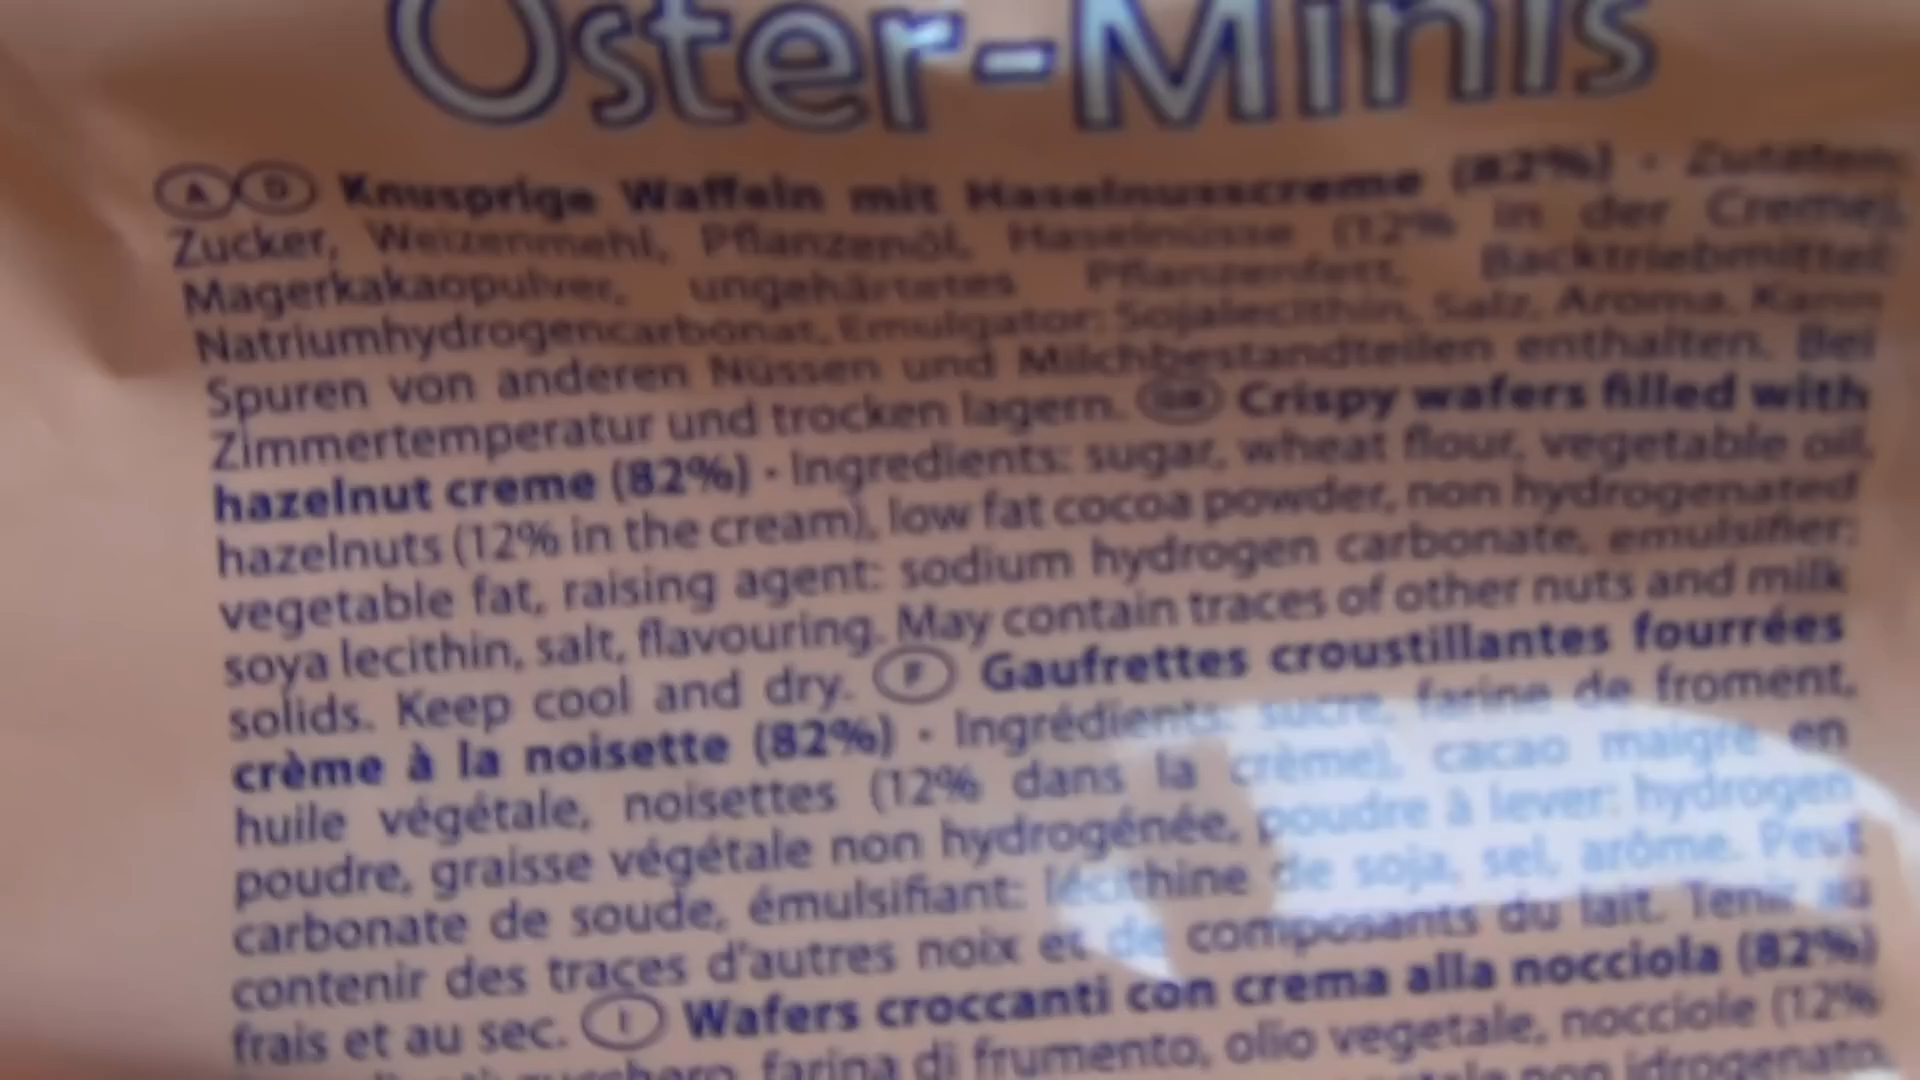 Oster-Minis
A D Knusprige Waffeln mit Haselnusscreme (82%) · Zutaten:
Zucker, Weizenmehl, Pflanzenöl, Haselnüsse (12% in der Creme),
Magerkakaopulver, ungehärtetes Pflanzenfett, Backtriebmittel:
Natriumhydrogencarbonat, Emulgator: Sojalecithin, Salz, Aroma. Kann
Spuren von anderen Nüssen und Milchbestandteilen enthalten. Bei
Zimmertemperatur und trocken lagern. GB Crispy wafers filled with
hazelnut creme (82%) · Ingredients: sugar, wheat flour, vegetable oil,
hazelnuts (12% in the cream), low fat cocoa powder, non hydrogenated
vegetable fat, raising agent: sodium hydrogen carbonate, emulsifier:
soya lecithin, salt, flavouring. May contain traces of other nuts and milk
solids. Keep cool and dry. F Gaufrettes croustillantes fourrées
crème à la noisette (82%) · Ingrédients: sucre, farine de froment,
huile végétale, noisettes (12% dans la crème), cacao maigre en
poudre, graisse végétale non hydrogénée, poudre à lever: hydrogen
carbonate de soude, émulsifiant: lécithine de soja, sel, arôme. Peut
contenir des traces d'autres noix et de composants du lait. Tenir au
frais et au sec. I Wafers croccanti con crema alla nocciola (82%)
zucchero, farina di frumento, olio vegetale, nocciole (12%
non idrogenato,